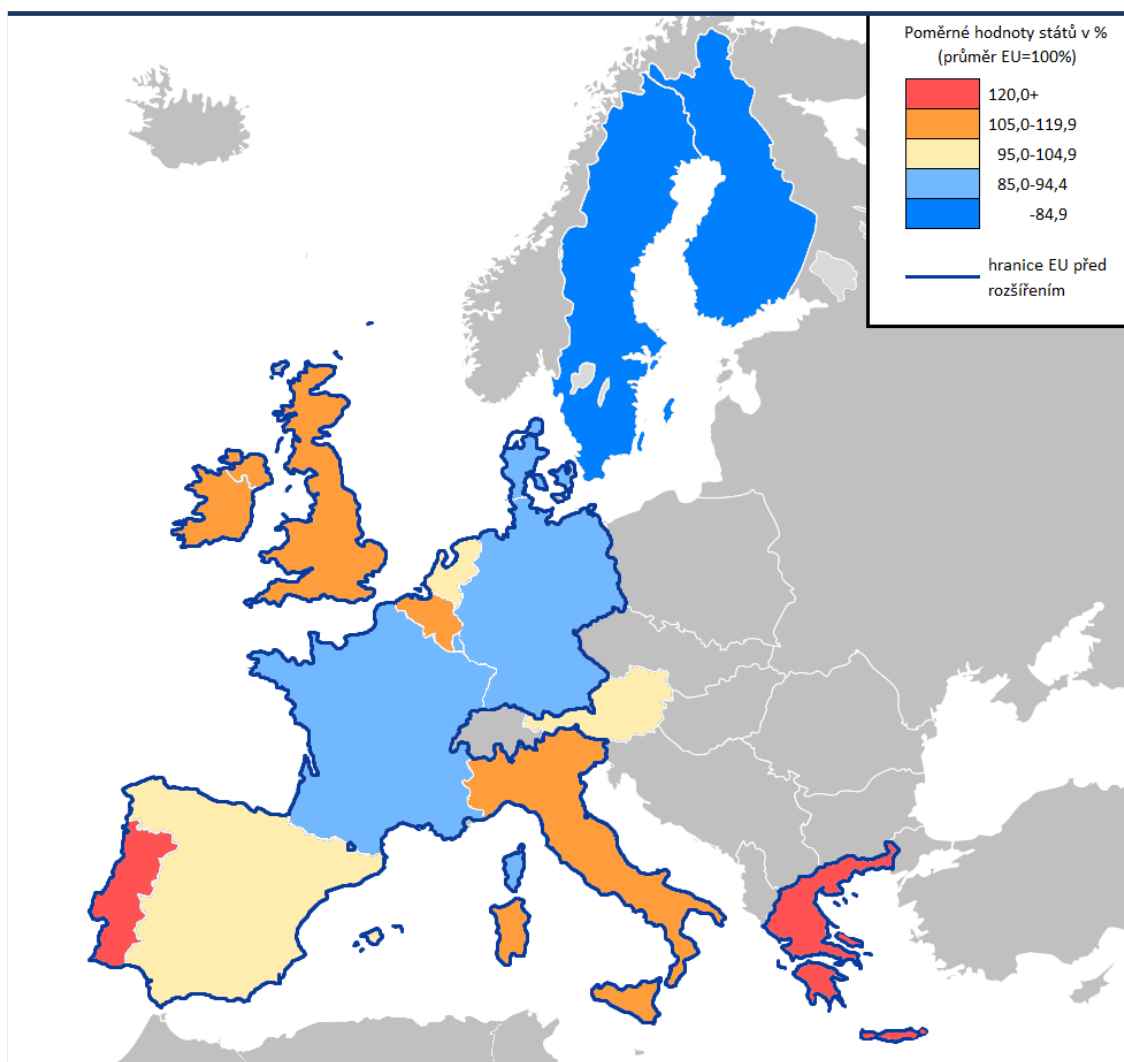 Poměrné hodnoty států v %
(průměr EU=100%)
120,0+
105,0-119,9
95,0-104,9
85,0-94,4
-84,9
hranice EU před
rozšířením